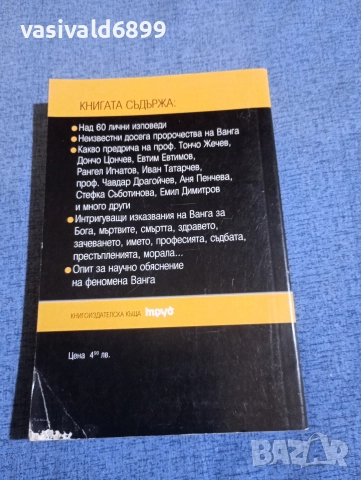 vasivald6899
КНИГАТА СЪДЪРЖА:
● Над 60 лични изповеди
● Неизвестни досега пророчества на Ванга
● Какво предрича на проф. Тончо Жечев,
Дончо Цончев, Евтим Евтимов,
Рангел Игнатов, Иван Татарчев,
проф. Чавдар Драгойчев, Аня Пенчева,
Стефка Съботинова, Емил Димитров
и много други
● Интригуващи изказвания на Ванга за
Бога, мъртвите, смъртта, здравето,
зачеването, името, професията, съдбата,
престъпленията, морала...
● Опит за научно обяснение
на феномена Ванга
КНИГОИЗДАТЕЛСКА КЪЩА труд
Цена 4⁹⁰ лв.
BAZAR